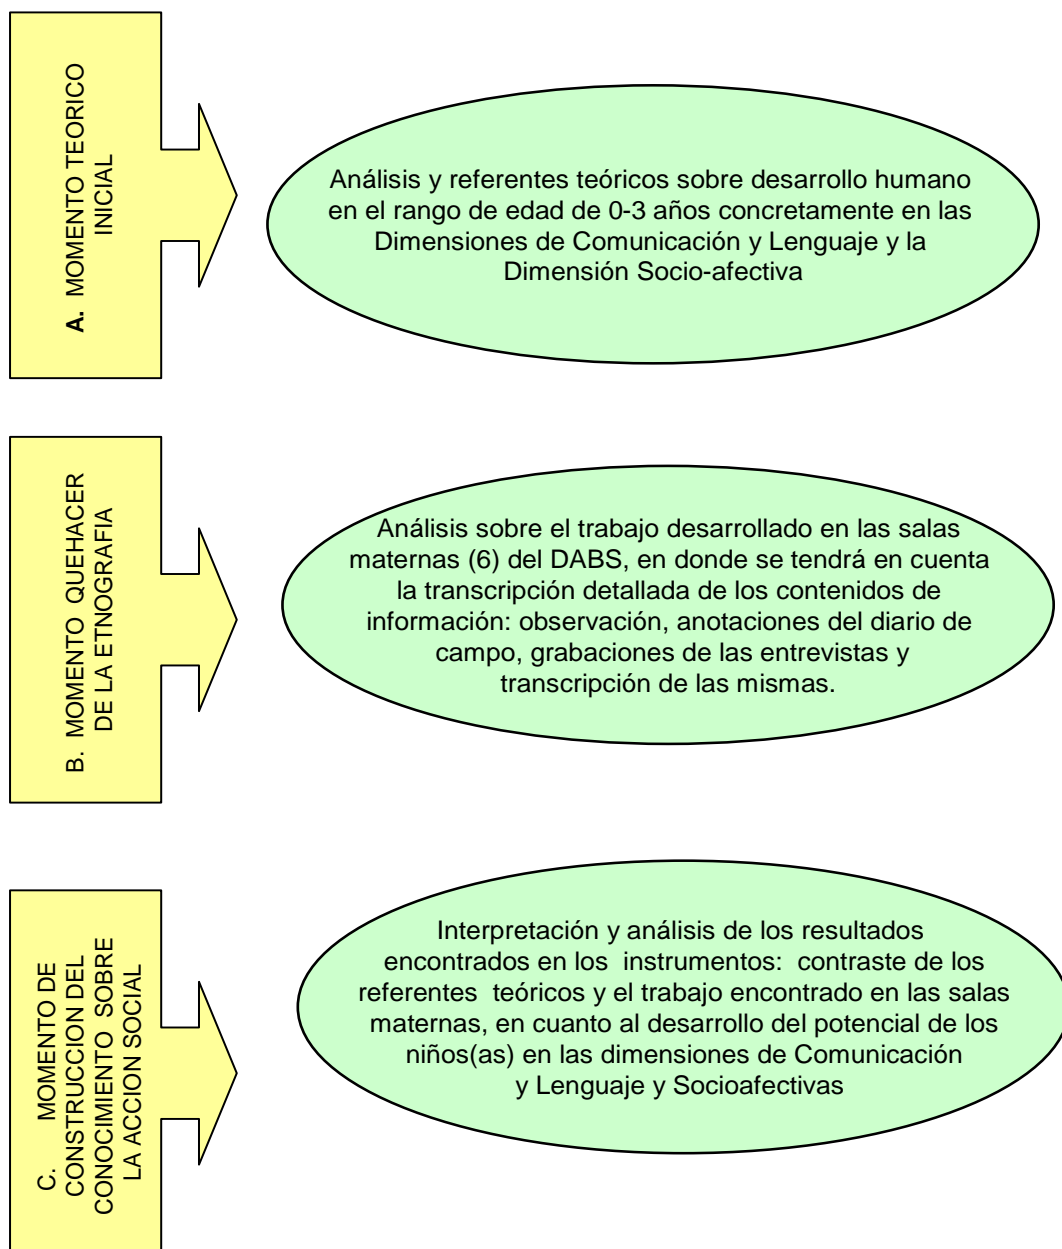 A. MOMENTO TEORICO
INICIAL
Análisis y referentes teóricos sobre desarrollo humano
en el rango de edad de 0-3 años concretamente en las
Dimensiones de Comunicación y Lenguaje y la
Dimensión Socio-afectiva
B. MOMENTO QUEHACER
DE LA ETNOGRAFIA
Análisis sobre el trabajo desarrollado en las salas
maternas (6) del DABS, en donde se tendrá en cuenta
la transcripción detallada de los contenidos de
información: observación, anotaciones del diario de
campo, grabaciones de las entrevistas y
transcripción de las mismas.
C. MOMENTO DE
CONSTRUCCION DEL
CONOCIMIENTO SOBRE
LA ACCION SOCIAL
Interpretación y análisis de los resultados
encontrados en los instrumentos: contraste de los
referentes teóricos y el trabajo encontrado en las salas
maternas, en cuanto al desarrollo del potencial de los
niños(as) en las dimensiones de Comunicación
y Lenguaje y Socioafectivas